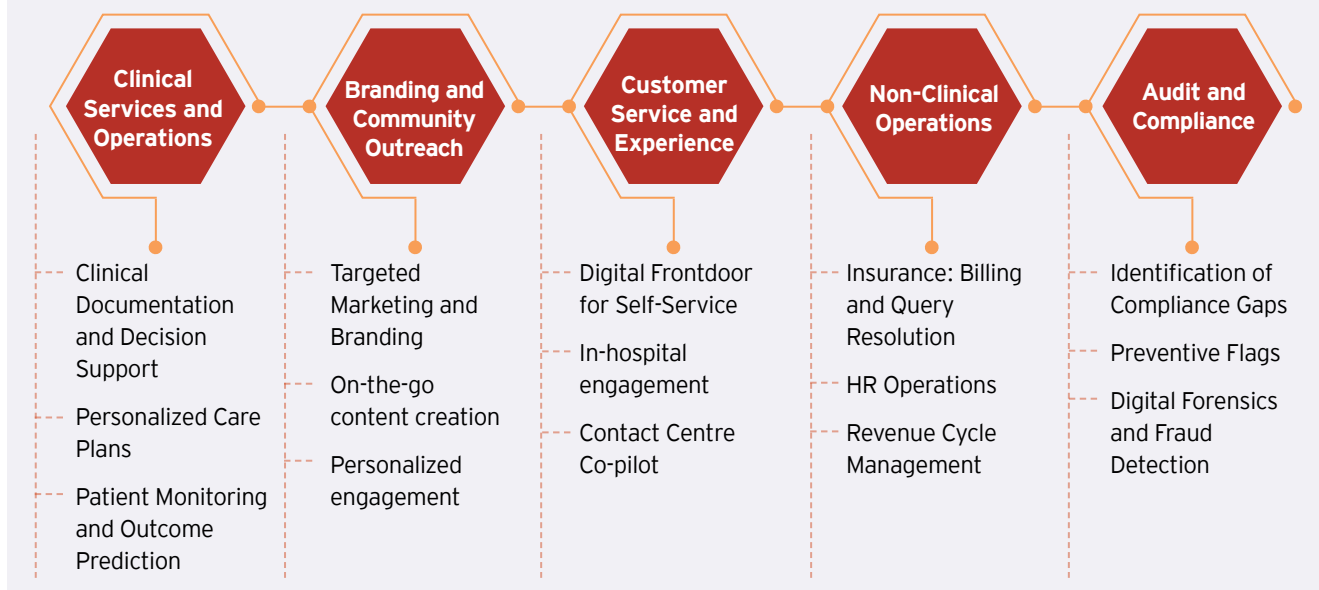 Clinical
Services and
Operations
Branding and
Community
Outreach
Customer
Service and
Experience
Non-Clinical
Operations
Audit and
Compliance
Clinical
Documentation
and Decision
Support
Personalized Care
Plans
Patient Monitoring
and Outcome
Prediction
Targeted
Marketing and
Branding
On-the-go
content creation
Personalized
engagement
Digital Frontdoor
for Self-Service
In-hospital
engagement
Contact Centre
Co-pilot
Insurance: Billing
and Query
Resolution
HR Operations
Revenue Cycle
Management
Identification of
Compliance Gaps
Preventive Flags
Digital Forensics
and Fraud
Detection